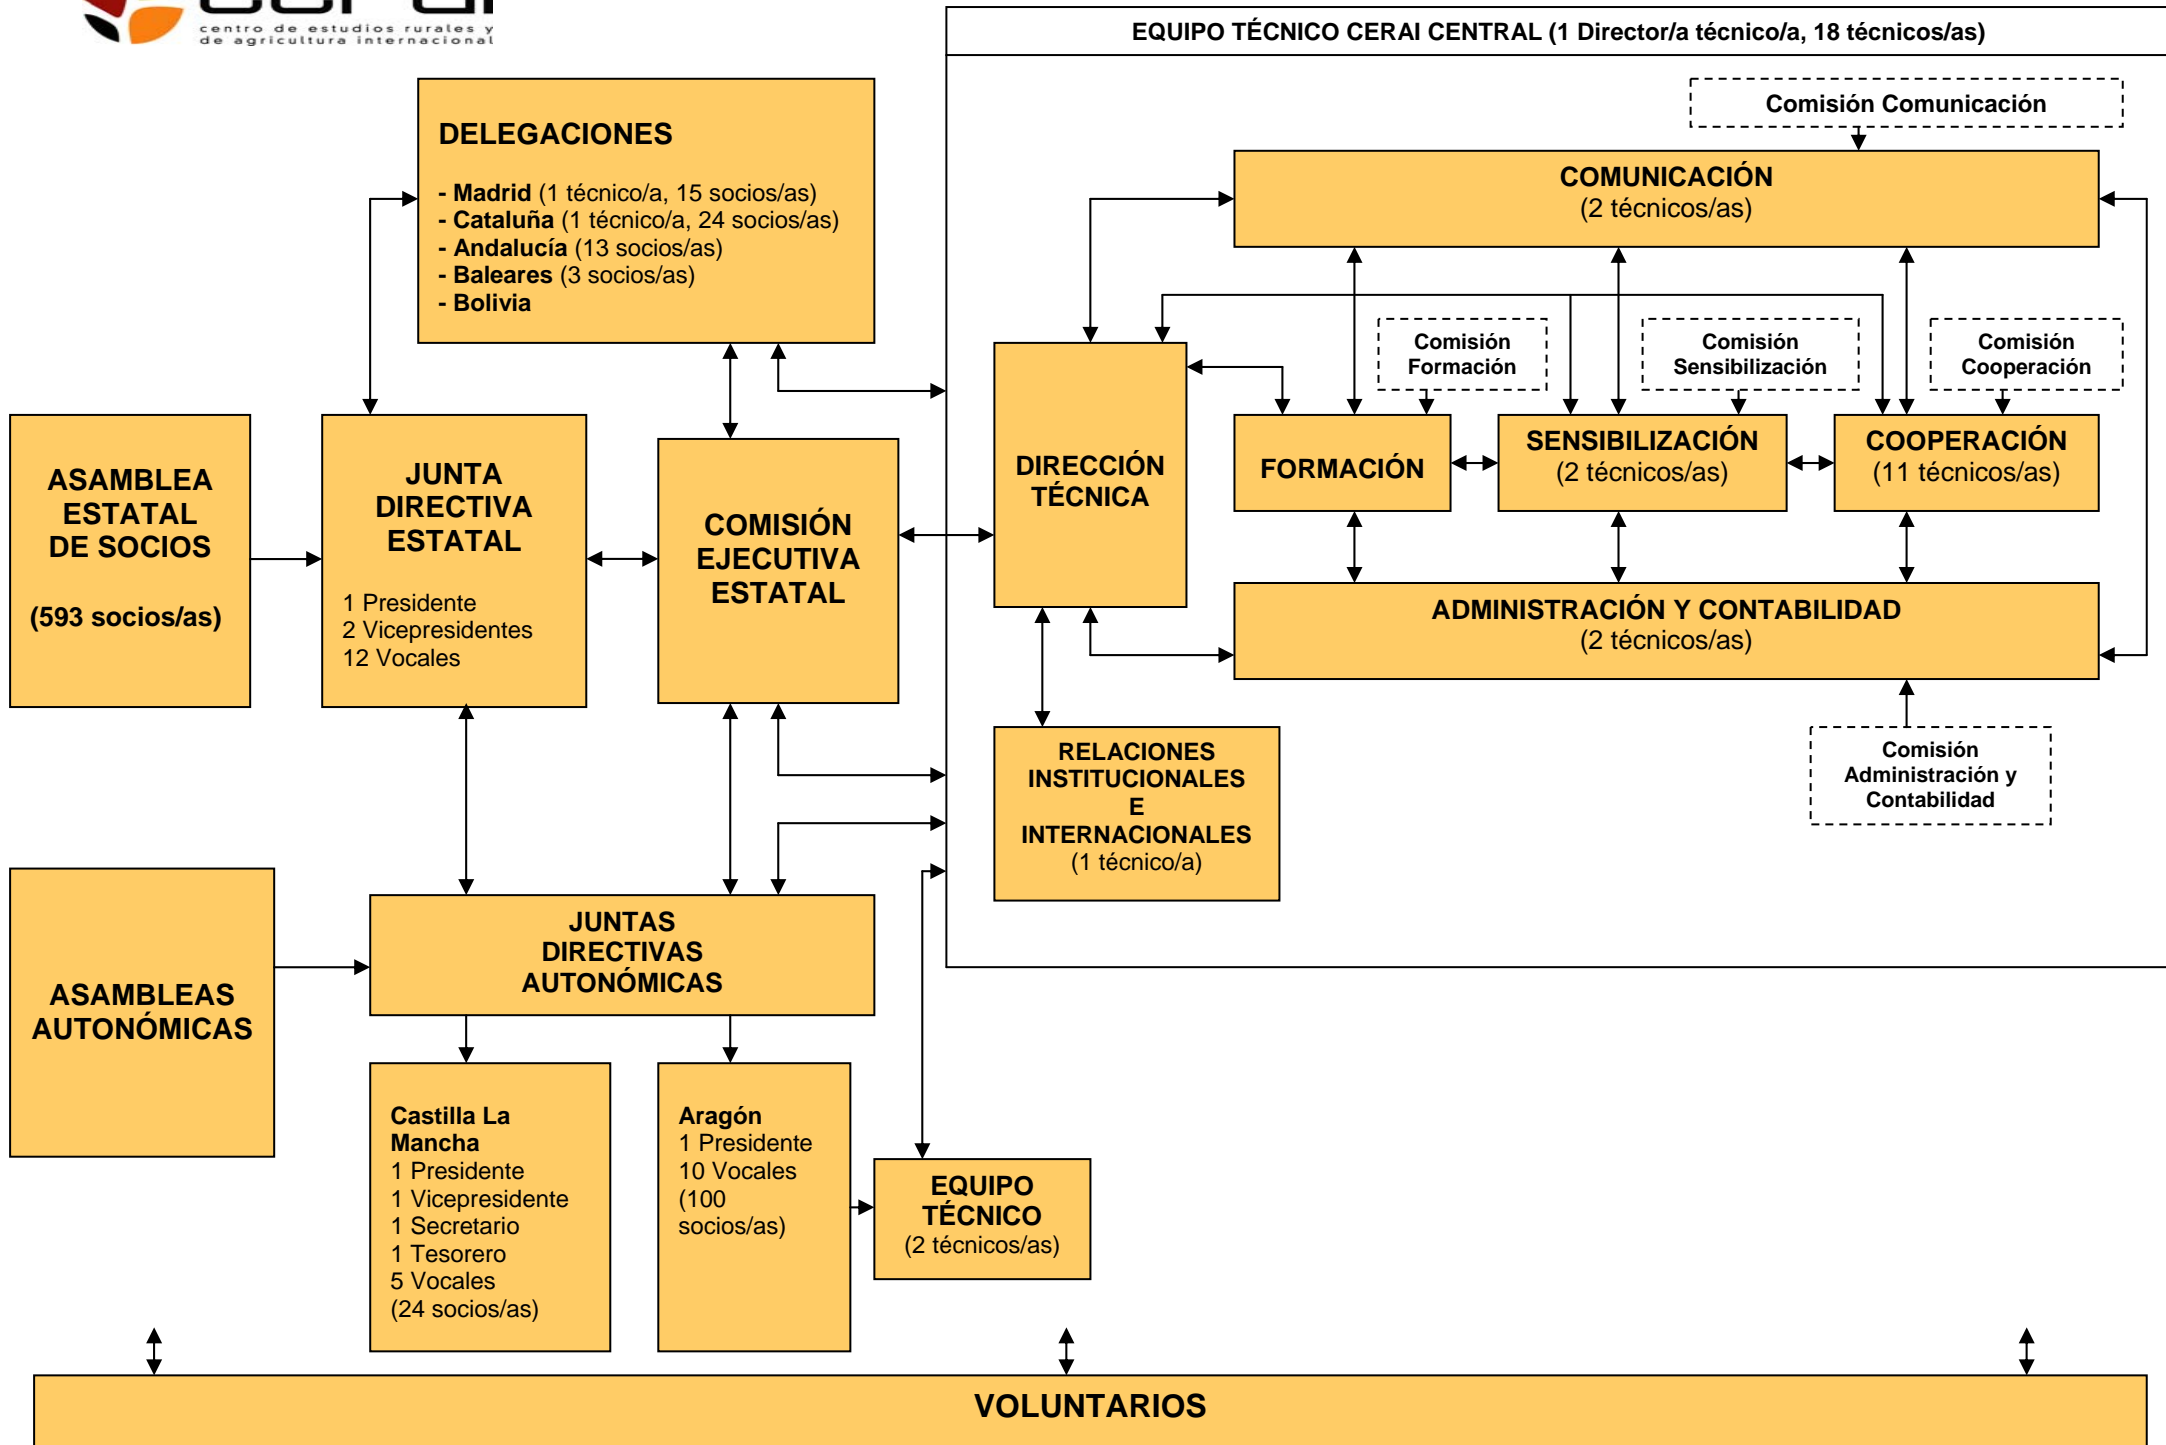 centro de estudios rurales y
de agricultura internacional
EQUIPO TÉCNICO CERAI CENTRAL (1 Director/a técnico/a, 18 técnicos/as)
DELEGACIONES
- Madrid (1 técnico/a, 15 socios/as)
- Cataluña (1 técnico/a, 24 socios/as)
- Andalucía (13 socios/as)
- Baleares (3 socios/as)
- Bolivia
Comisión Comunicación
COMUNICACIÓN
(2 técnicos/as)
Comisión
Formación
Comisión
Sensibilización
Comisión
Cooperación
ASAMBLEA
ESTATAL
DE SOCIOS
(593 socios/as)
JUNTA
DIRECTIVA
ESTATAL
1 Presidente
2 Vicepresidentes
12 Vocales
COMISIÓN
EJECUTIVA
ESTATAL
DIRECCIÓN
TÉCNICA
FORMACIÓN
SENSIBILIZACIÓN
(2 técnicos/as)
COOPERACIÓN
(11 técnicos/as)
ADMINISTRACIÓN Y CONTABILIDAD
(2 técnicos/as)
RELACIONES
INSTITUCIONALES
E
INTERNACIONALES
(1 técnico/a)
Comisión
Administración y
Contabilidad
ASAMBLEAS
AUTONÓMICAS
JUNTAS
DIRECTIVAS
AUTONÓMICAS
Castilla La
Mancha
1 Presidente
1 Vicepresidente
1 Secretario
1 Tesorero
5 Vocales
(24 socios/as)
Aragón
1 Presidente
10 Vocales
(100
socios/as)
EQUIPO
TÉCNICO
(2 técnicos/as)
VOLUNTARIOS